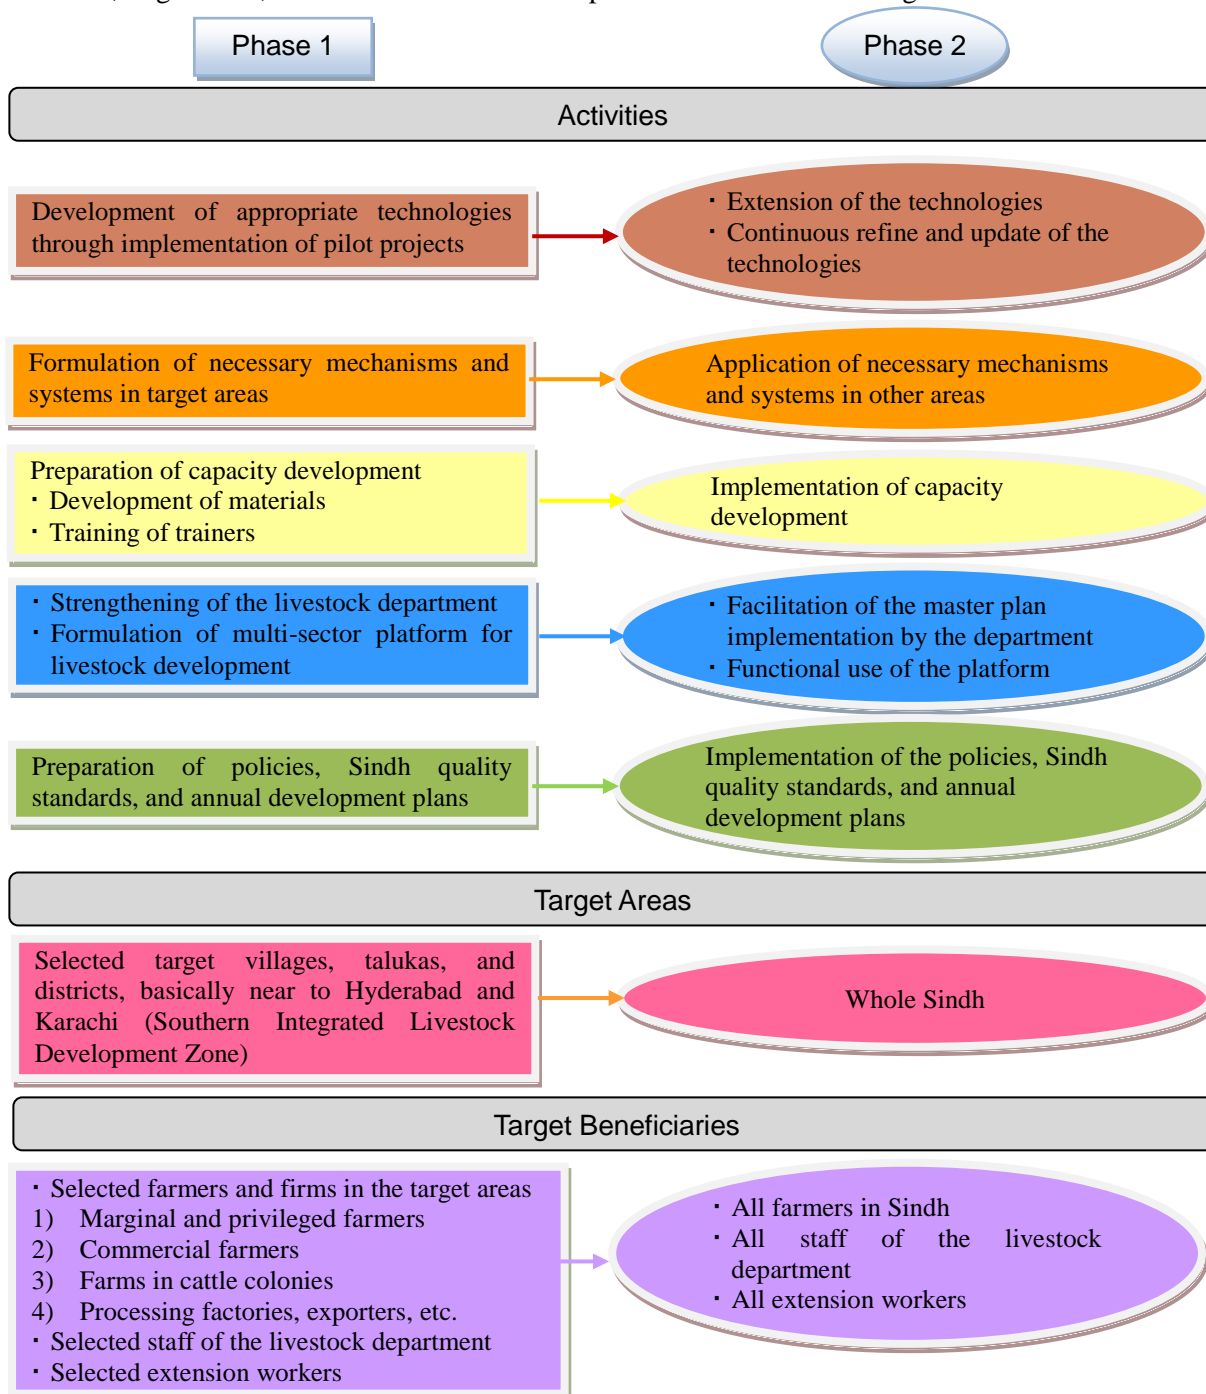 Phase 1
Phase 2
Activities
Development of appropriate technologies
through implementation of pilot projects
・Extension of the technologies
・Continuous refine and update of the
technologies
Formulation of necessary mechanisms and
systems in target areas
Application of necessary mechanisms
and systems in other areas
Preparation of capacity development
・Development of materials
・Training of trainers
Implementation of capacity
development
・Strengthening of the livestock department
・Formulation of multi-sector platform for
livestock development
・Facilitation of the master plan
implementation by the department
・Functional use of the platform
Preparation of policies, Sindh quality
standards, and annual development plans
Implementation of the policies, Sindh
quality standards, and annual
development plans
Target Areas
Selected target villages, talukas, and
districts, basically near to Hyderabad and
Karachi (Southern Integrated Livestock
Development Zone)
Whole Sindh
Target Beneficiaries
・Selected farmers and firms in the target areas
1) Marginal and privileged farmers
2) Commercial farmers
3) Farms in cattle colonies
4) Processing factories, exporters, etc.
・Selected staff of the livestock department
・Selected extension workers
・All farmers in Sindh
・All staff of the livestock
department
・All extension workers